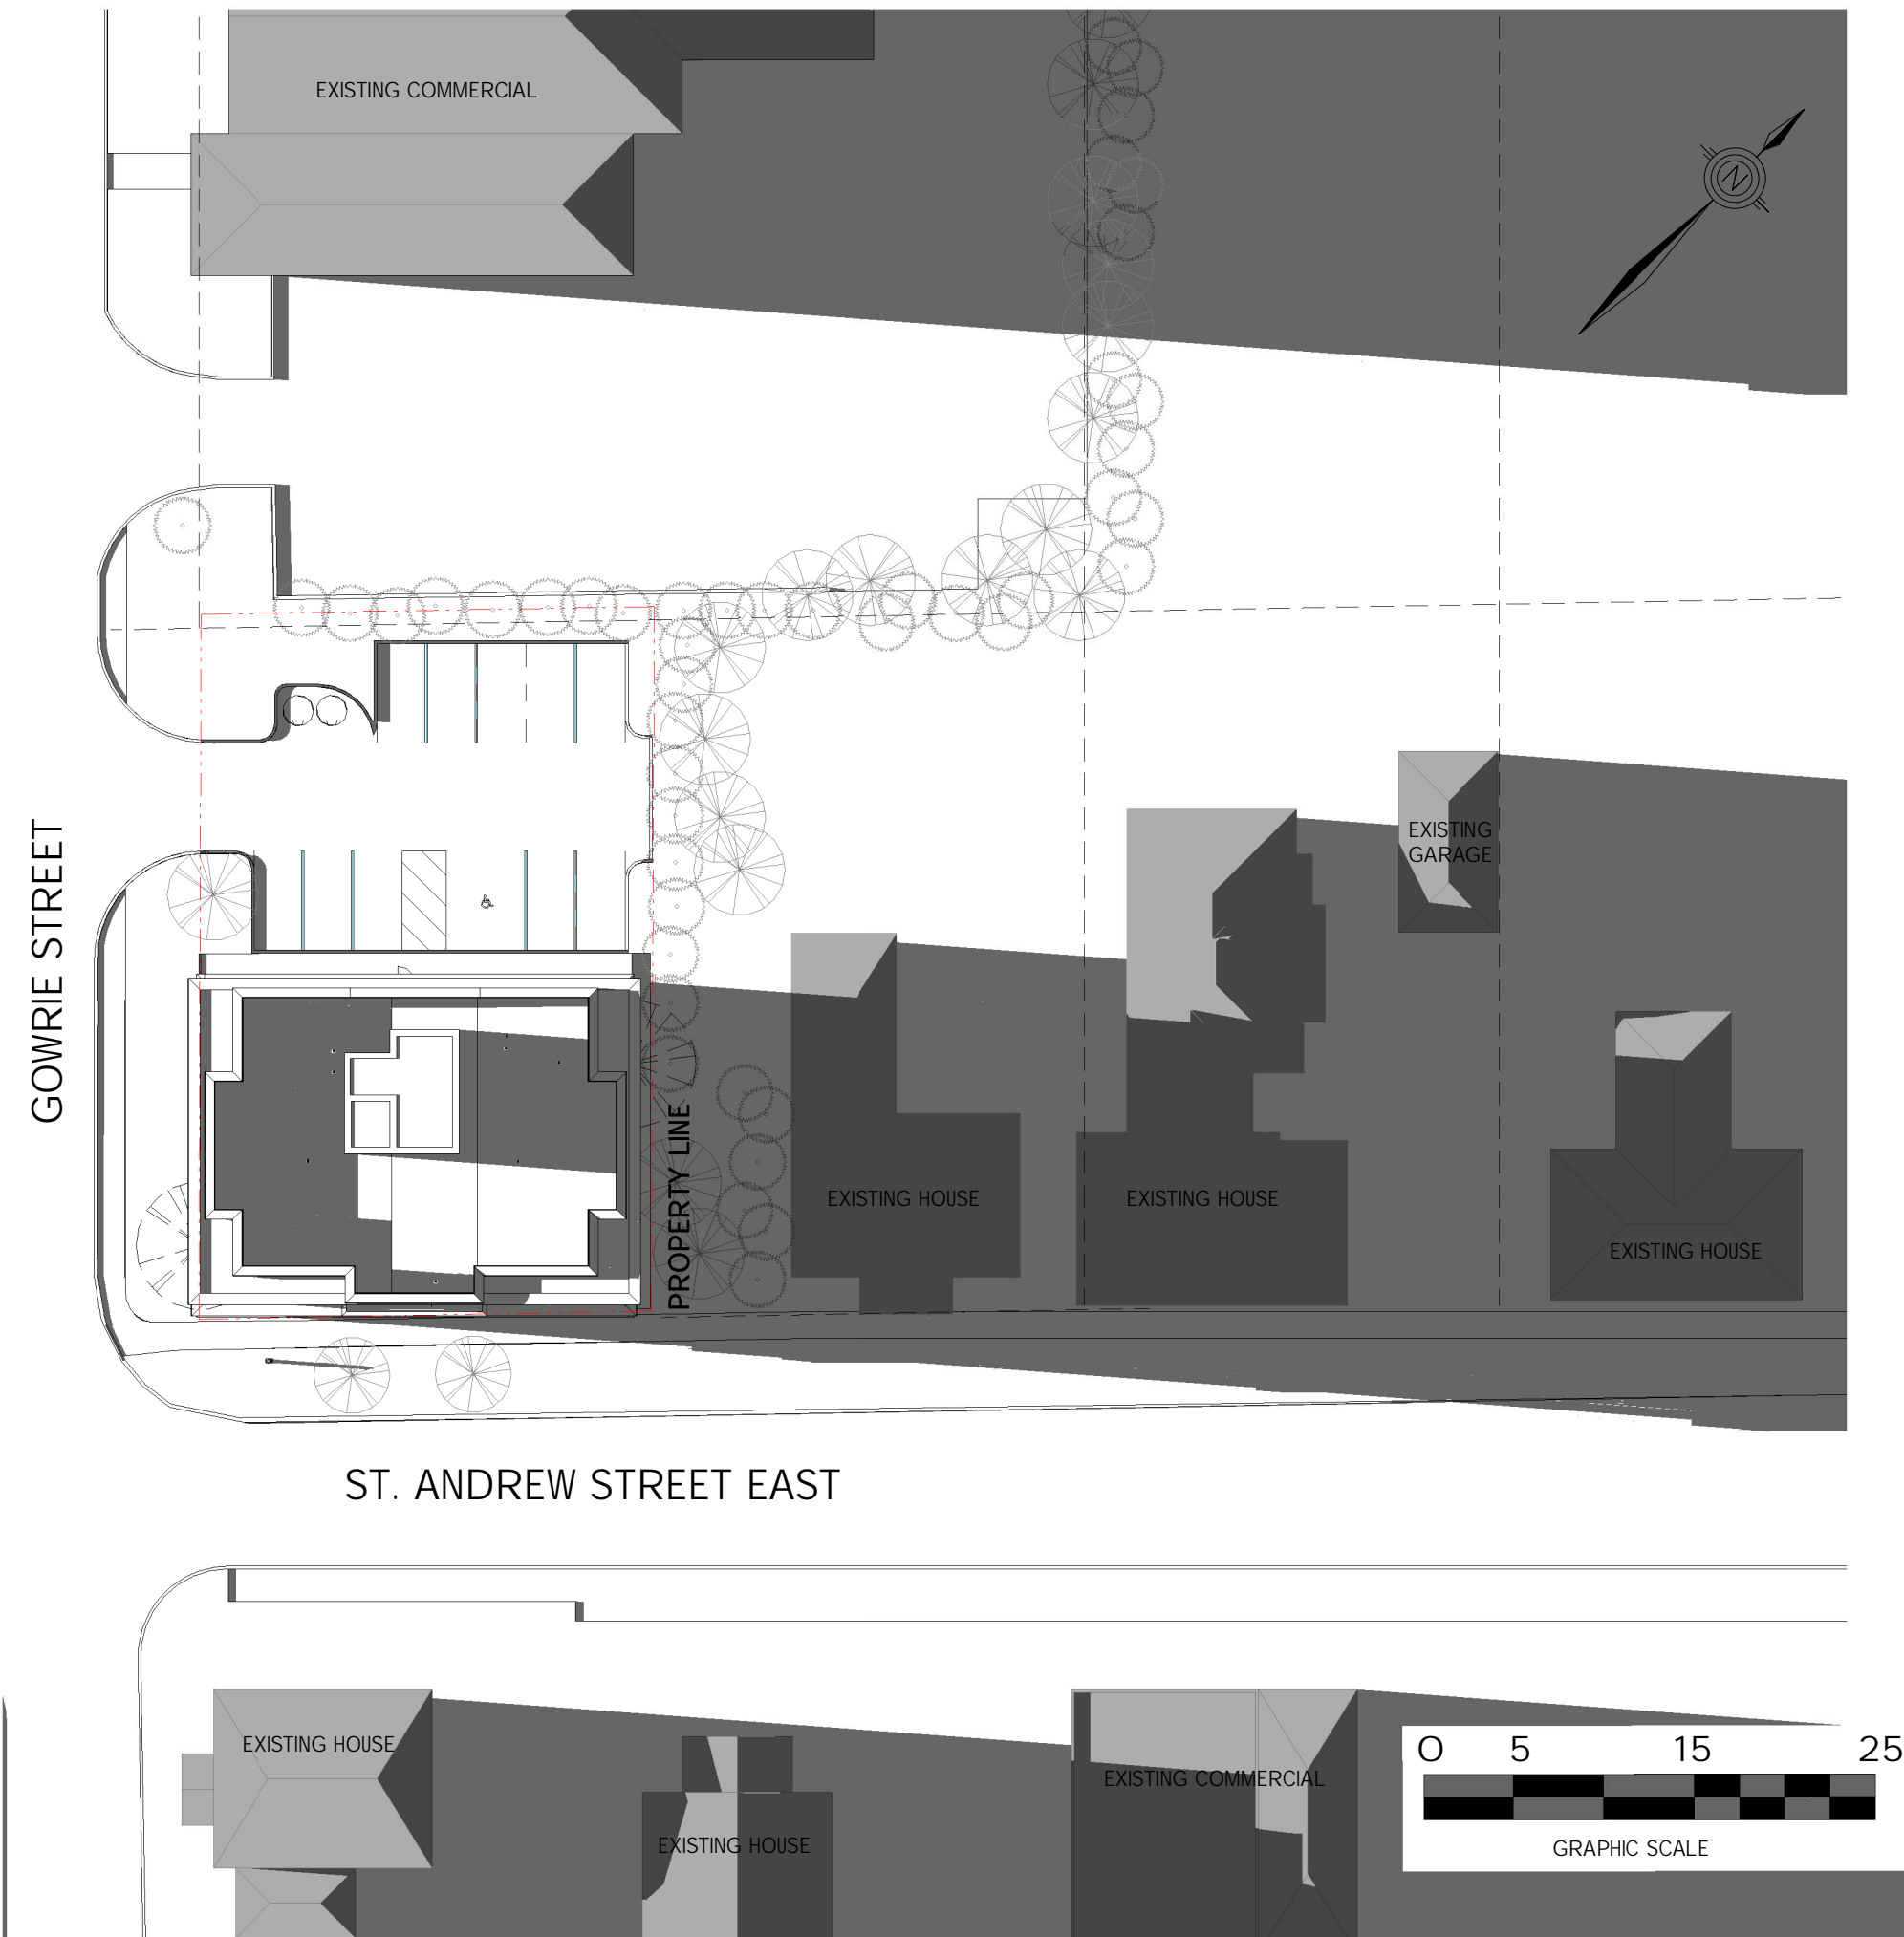 EXISTING COMMERCIAL
N
GOWRIE STREET
EXISTING
GARAGE
PROPERTY LINE
EXISTING HOUSE
EXISTING HOUSE
EXISTING HOUSE
ST. ANDREW STREET EAST
EXISTING HOUSE
EXISTING HOUSE
EXISTING COMMERCIAL
0 5 15 25
GRAPHIC SCALE